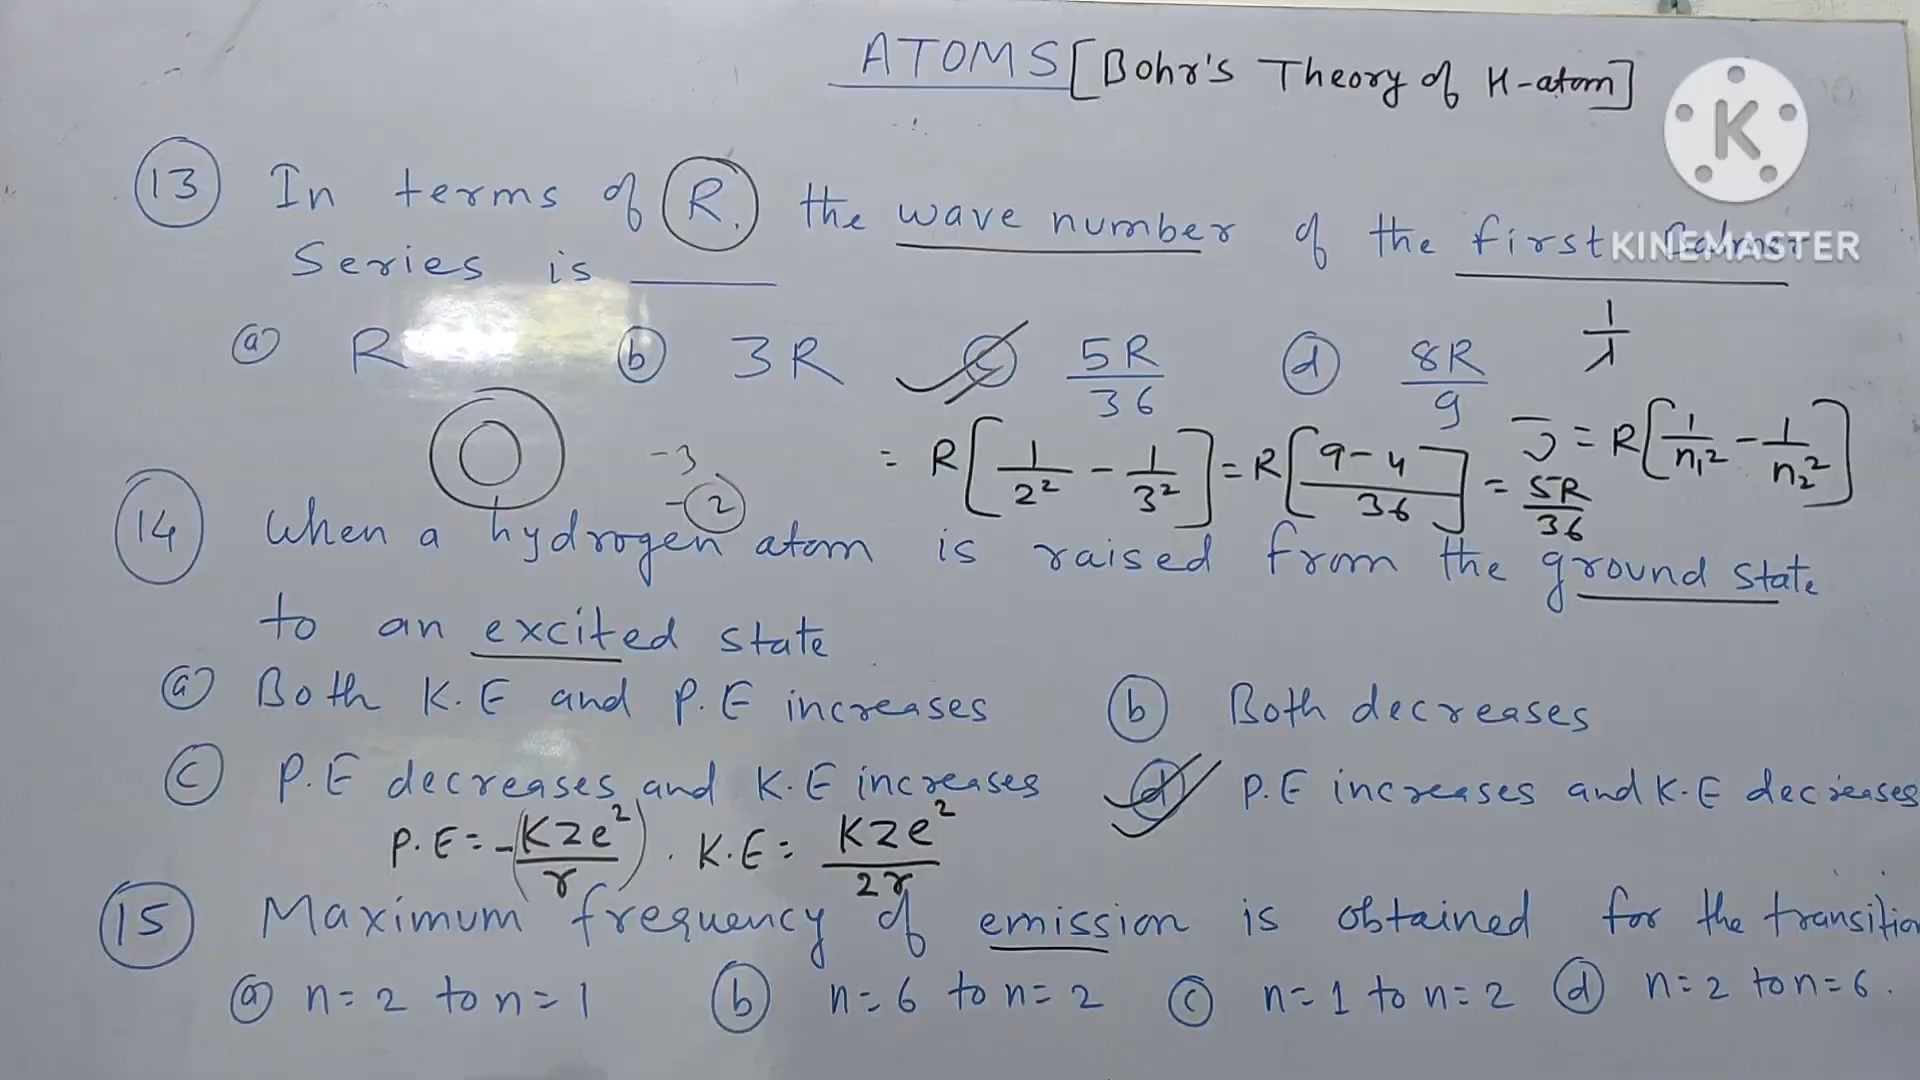 ATOMS [Bohr's Theory of H-atom]
K
KINEMASTER
13 In terms of R. the wave number of the first
Series is ______
1/λ
(a) R (b) 3R (c) 5R/36 (d) 8R/9
ν̅ = R[1/n₁² - 1/n₂²]
-3
-2
= R[1/2² - 1/3²] = R[9-4/36] = 5R/36
14 When a hydrogen atom is raised from the ground state
to an excited state
(a) Both K.E and P.E increases (b) Both decreases
(c) P.E decreases and K.E increases (d) P.E increases and K.E decreases
P.E = -(KZe²/r). K.E = KZe²/2r
15 Maximum frequency of emission is obtained for the transition
(a) n=2 to n=1 (b) n=6 to n=2 (c) n=1 to n=2 (d) n=2 to n=6.